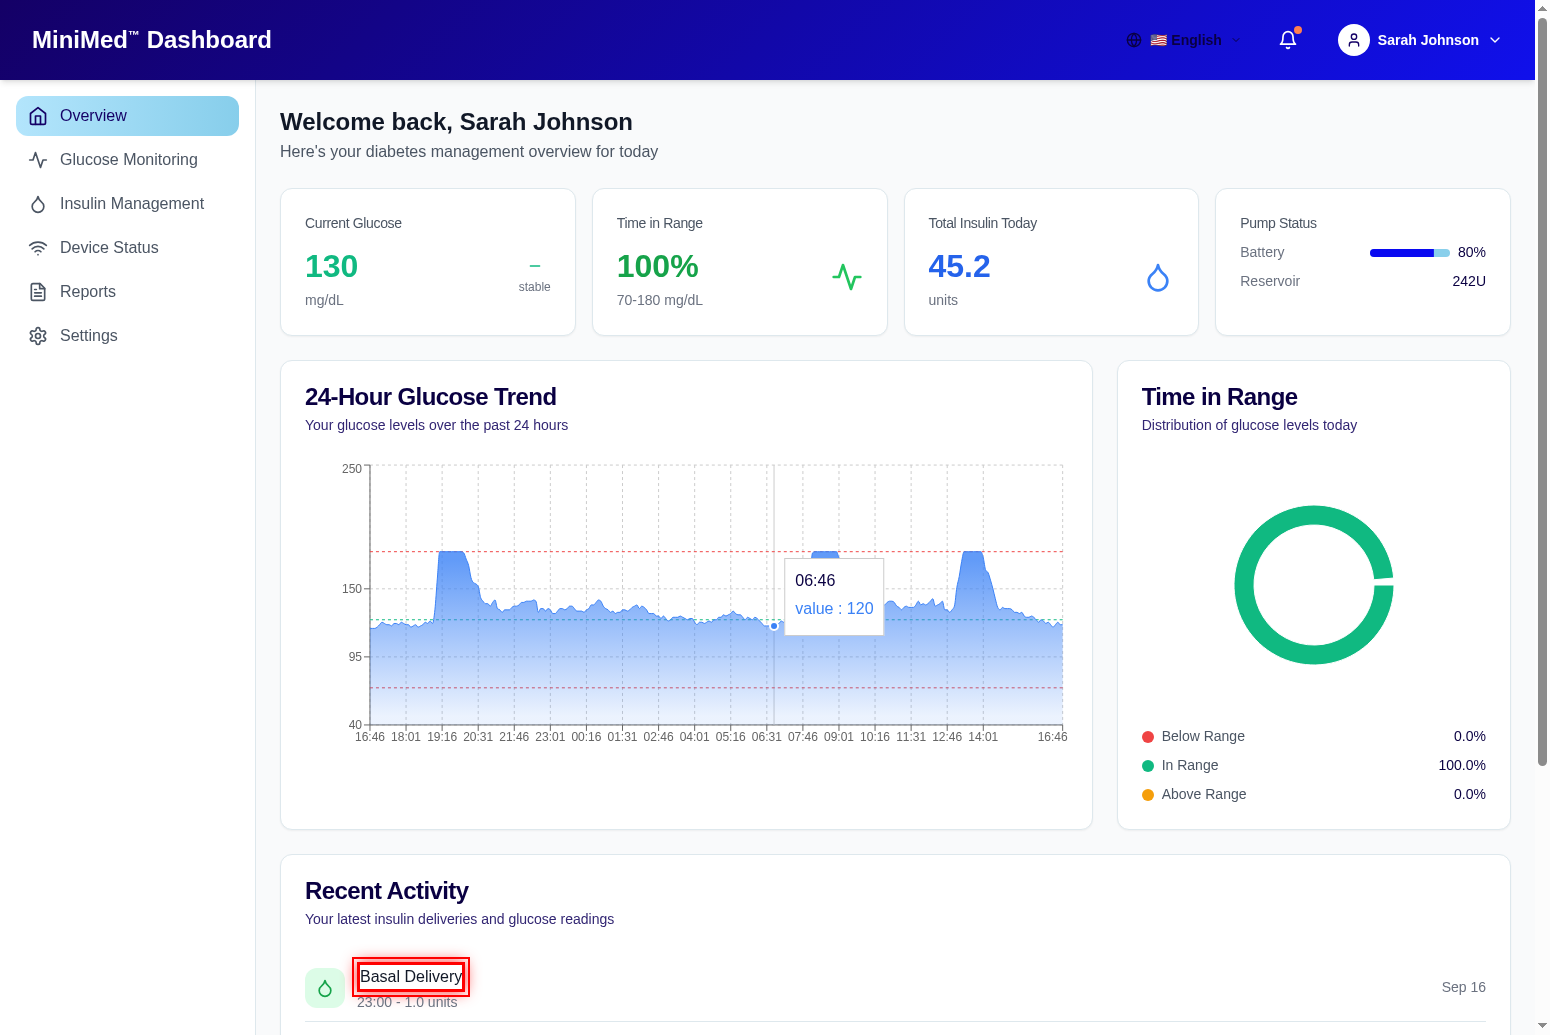 MiniMed™ Dashboard
English
Sarah Johnson
Overview
Glucose Monitoring
Insulin Management
Device Status
Reports
Settings
Welcome back, Sarah Johnson
Here's your diabetes management overview for today
Current Glucose
130
mg/dL
stable
Time in Range
100%
70-180 mg/dL
Total Insulin Today
45.2
units
Pump Status
Battery 80%
Reservoir 242U
24-Hour Glucose Trend
Your glucose levels over the past 24 hours
250
150
95
40
16:46 18:01 19:16 20:31 21:46 23:01 00:16 01:31 02:46 04:01 05:16 06:31 07:46 09:01 10:16 11:31 12:46 14:01 16:46
06:46
value : 120
Time in Range
Distribution of glucose levels today
Below Range 0.0%
In Range 100.0%
Above Range 0.0%
Recent Activity
Your latest insulin deliveries and glucose readings
Basal Delivery
23:00 - 1.0 units
Sep 16